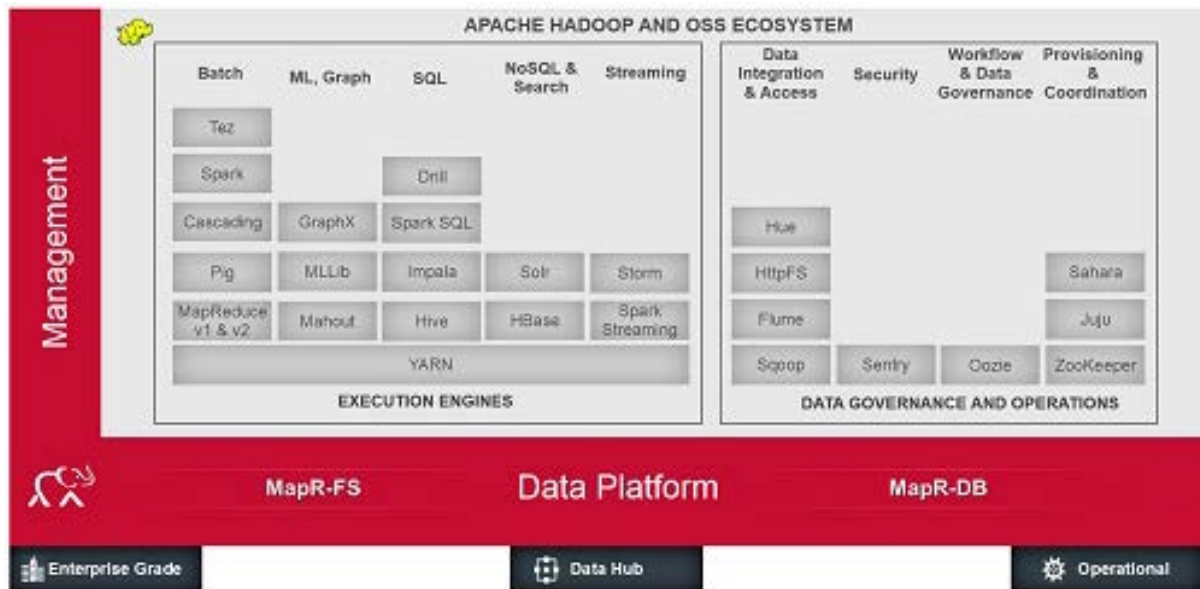 APACHE HADOOP AND OSS ECOSYSTEM
Batch
ML, Graph
SQL
NoSQL &
Search
Streaming
Data
Integration
& Access
Security
Workflow
& Data
Governance
Provisioning
&
Coordination
Tez
Spark
Drill
Cascading
GraphX
Spark SQL
Hue
Pig
MLLib
Impala
Solr
Storm
HttpFS
Sahara
MapReduce
v1 & v2
Mahout
Hive
HBase
Spark
Streaming
Flume
Juju
YARN
Sqoop
Sentry
Oozie
ZooKeeper
EXECUTION ENGINES
DATA GOVERNANCE AND OPERATIONS
Management
MapR-FS
Data Platform
MapR-DB
Enterprise Grade
Data Hub
Operational